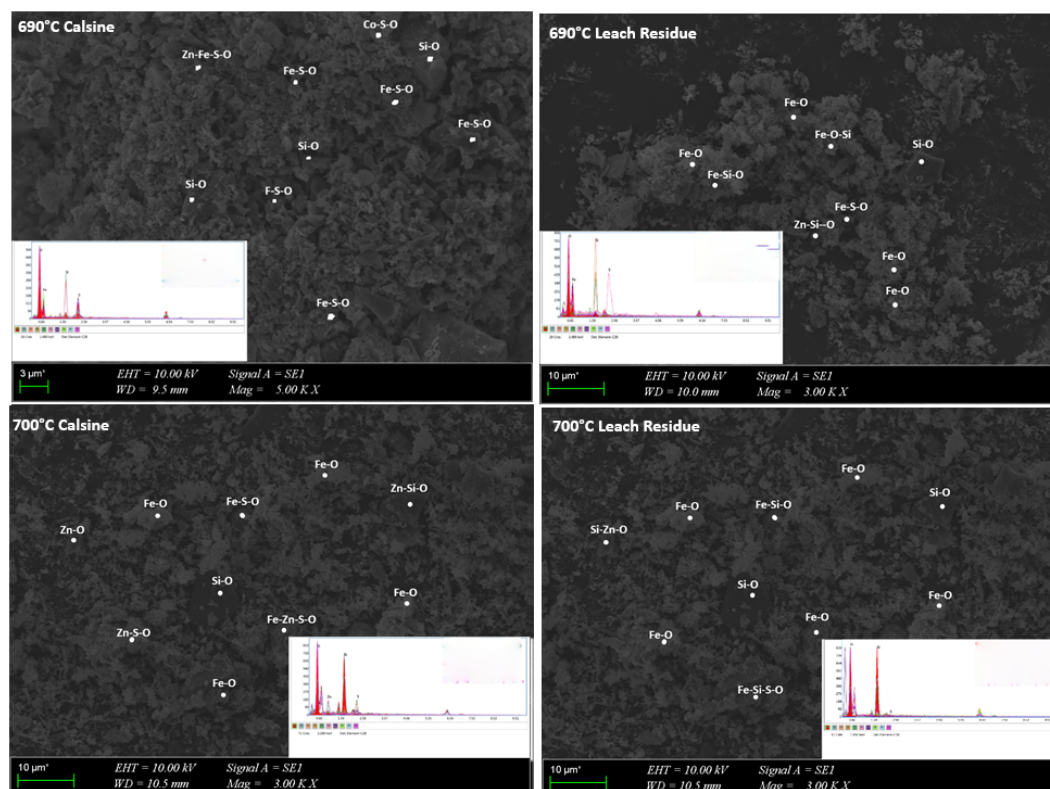 690°C Calsine
Co-S-O
Si-O
Zn-Fe-S-O
Fe-S-O
Fe-S-O
Fe-S-O
Si-O
Si-O
F-S-O
Fe-S-O
3 µm*
EHT = 10.00 kV
Signal A = SE1
WD = 9.5 mm
Mag = 5.00 K X
690°C Leach Residue
Fe-O
Fe-O-Si
Si-O
Fe-O
Fe-Si-O
Fe-S-O
Zn-Si--O
Fe-O
Fe-O
10 µm*
EHT = 10.00 kV
Signal A = SE1
WD = 10.0 mm
Mag = 3.00 K X
700°C Calsine
Fe-O
Zn-Si-O
Fe-O
Fe-S-O
Zn-O
Si-O
Fe-O
Fe-Zn-S-O
Zn-S-O
Fe-O
10 µm*
EHT = 10.00 kV
Signal A = SE1
WD = 10.5 mm
Mag = 3.00 K X
700°C Leach Residue
Fe-O
Si-O
Fe-O
Fe-Si-O
Si-Zn-O
Si-O
Fe-O
Fe-O
Fe-O
Fe-Si-S-O
10 µm*
EHT = 10.00 kV
Signal A = SE1
WD = 10.5 mm
Mag = 3.00 K X